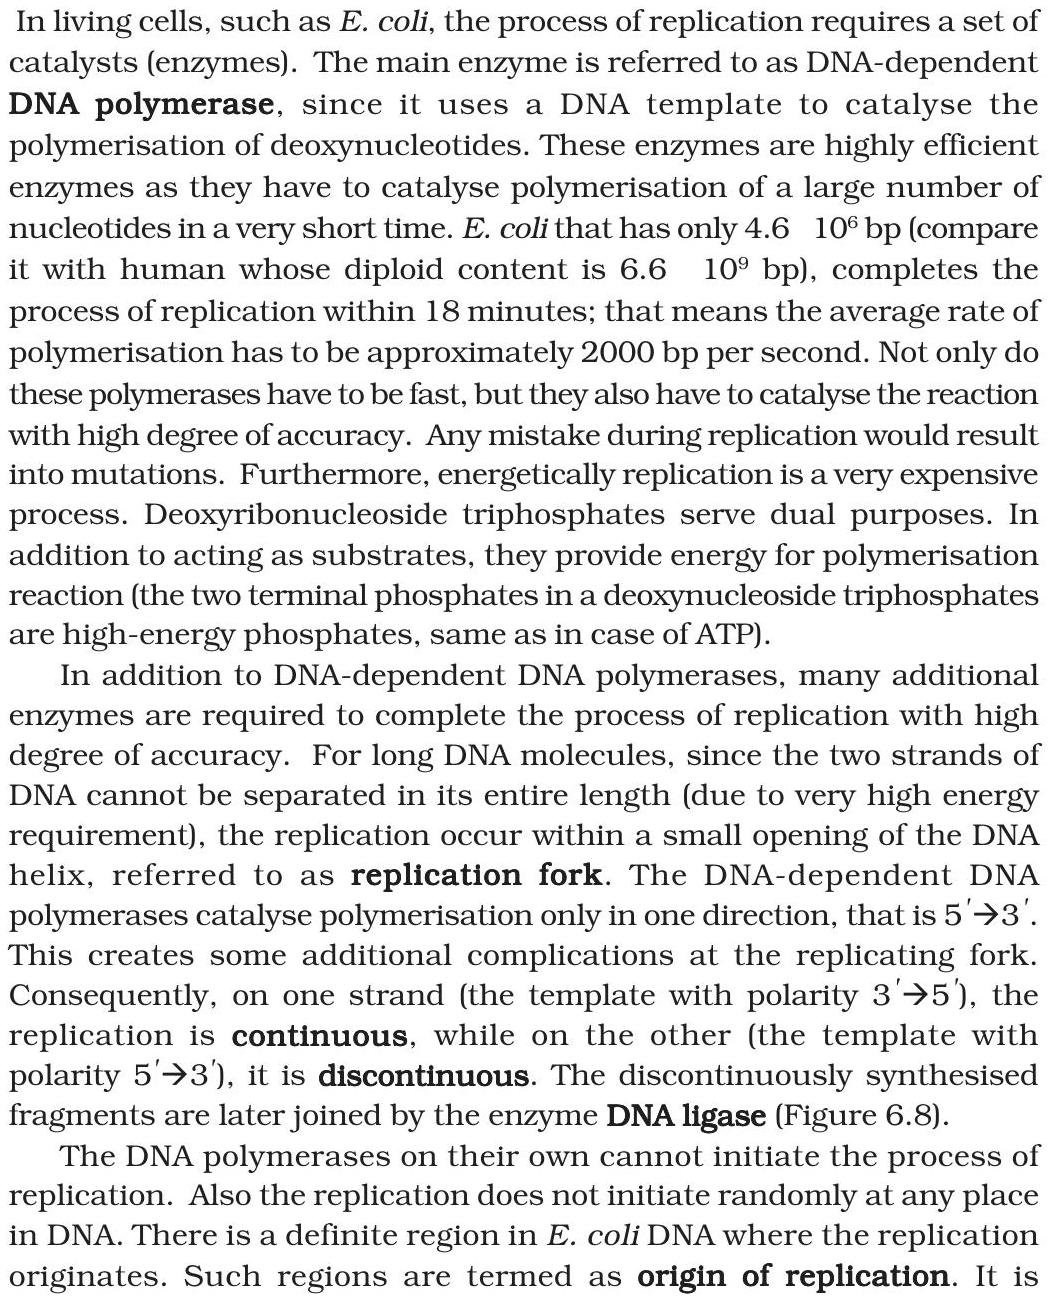 In living cells, such as E. coli, the process of replication requires a set of
catalysts (enzymes). The main enzyme is referred to as DNA-dependent
DNA polymerase, since it uses a DNA template to catalyse the
polymerisation of deoxynucleotides. These enzymes are highly efficient
enzymes as they have to catalyse polymerisation of a large number of
nucleotides in a very short time. E. coli that has only 4.6 10⁶ bp (compare
it with human whose diploid content is 6.6 10⁹ bp), completes the
process of replication within 18 minutes; that means the average rate of
polymerisation has to be approximately 2000 bp per second. Not only do
these polymerases have to be fast, but they also have to catalyse the reaction
with high degree of accuracy. Any mistake during replication would result
into mutations. Furthermore, energetically replication is a very expensive
process. Deoxyribonucleoside triphosphates serve dual purposes. In
addition to acting as substrates, they provide energy for polymerisation
reaction (the two terminal phosphates in a deoxynucleoside triphosphates
are high-energy phosphates, same as in case of ATP).
In addition to DNA-dependent DNA polymerases, many additional
enzymes are required to complete the process of replication with high
degree of accuracy. For long DNA molecules, since the two strands of
DNA cannot be separated in its entire length (due to very high energy
requirement), the replication occur within a small opening of the DNA
helix, referred to as replication fork. The DNA-dependent DNA
polymerases catalyse polymerisation only in one direction, that is 5'→3'.
This creates some additional complications at the replicating fork.
Consequently, on one strand (the template with polarity 3'→5'), the
replication is continuous, while on the other (the template with
polarity 5'→3'), it is discontinuous. The discontinuously synthesised
fragments are later joined by the enzyme DNA ligase (Figure 6.8).
The DNA polymerases on their own cannot initiate the process of
replication. Also the replication does not initiate randomly at any place
in DNA. There is a definite region in E. coli DNA where the replication
originates. Such regions are termed as origin of replication. It is